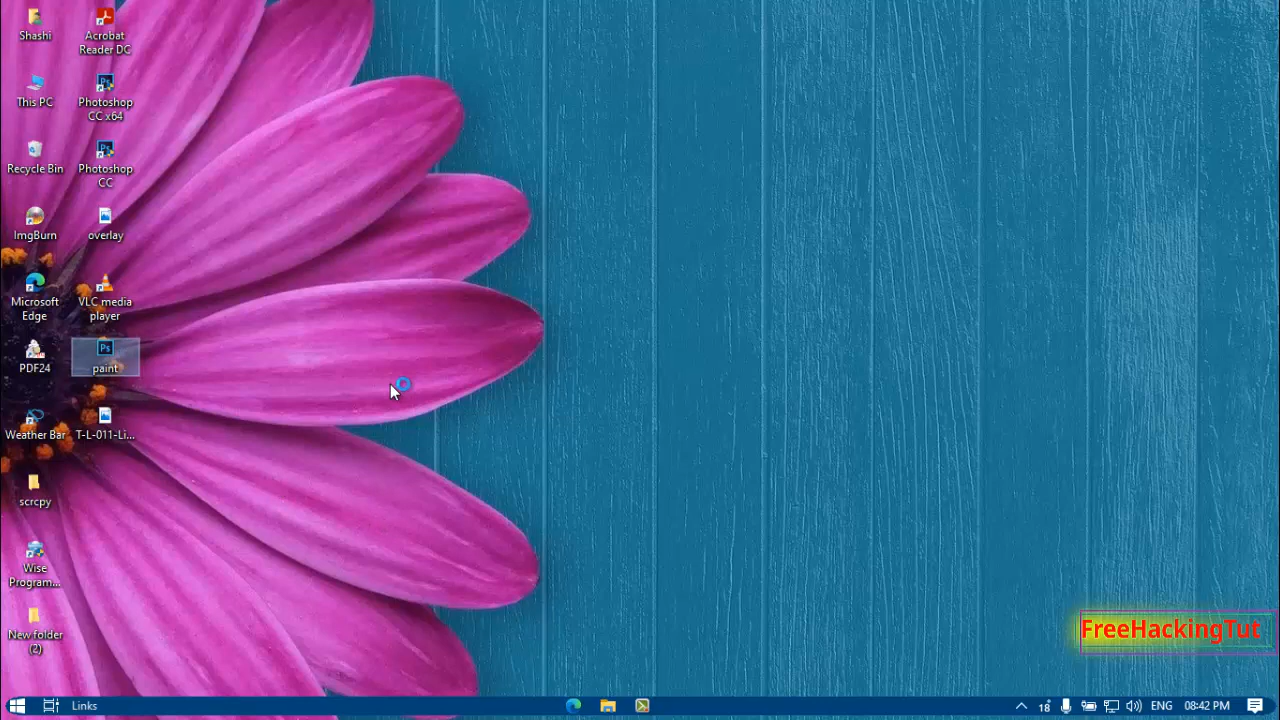 Shashi
Acrobat
Reader DC
This PC
Photoshop
CC x64
Recycle Bin
Photoshop
CC
ImgBurn
overlay
Microsoft
Edge
VLC media
player
PDF24
Ps
paint
Weather Bar
T-L-011-Li...
scrcpy
Wise
Program...
New folder
(2)
FreeHackingTut
Links
18
ENG
08:42 PM